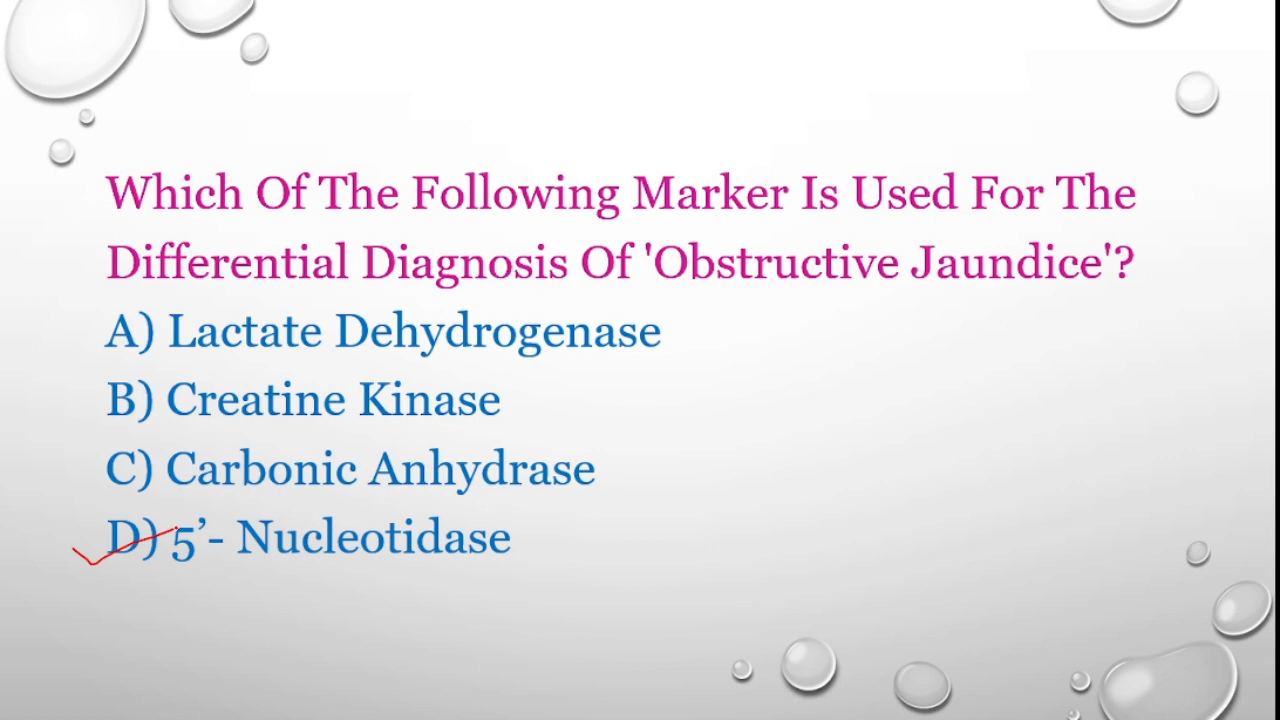 Which Of The Following Marker Is Used For The
Differential Diagnosis Of 'Obstructive Jaundice'?
A) Lactate Dehydrogenase
B) Creatine Kinase
C) Carbonic Anhydrase
D) 5’- Nucleotidase